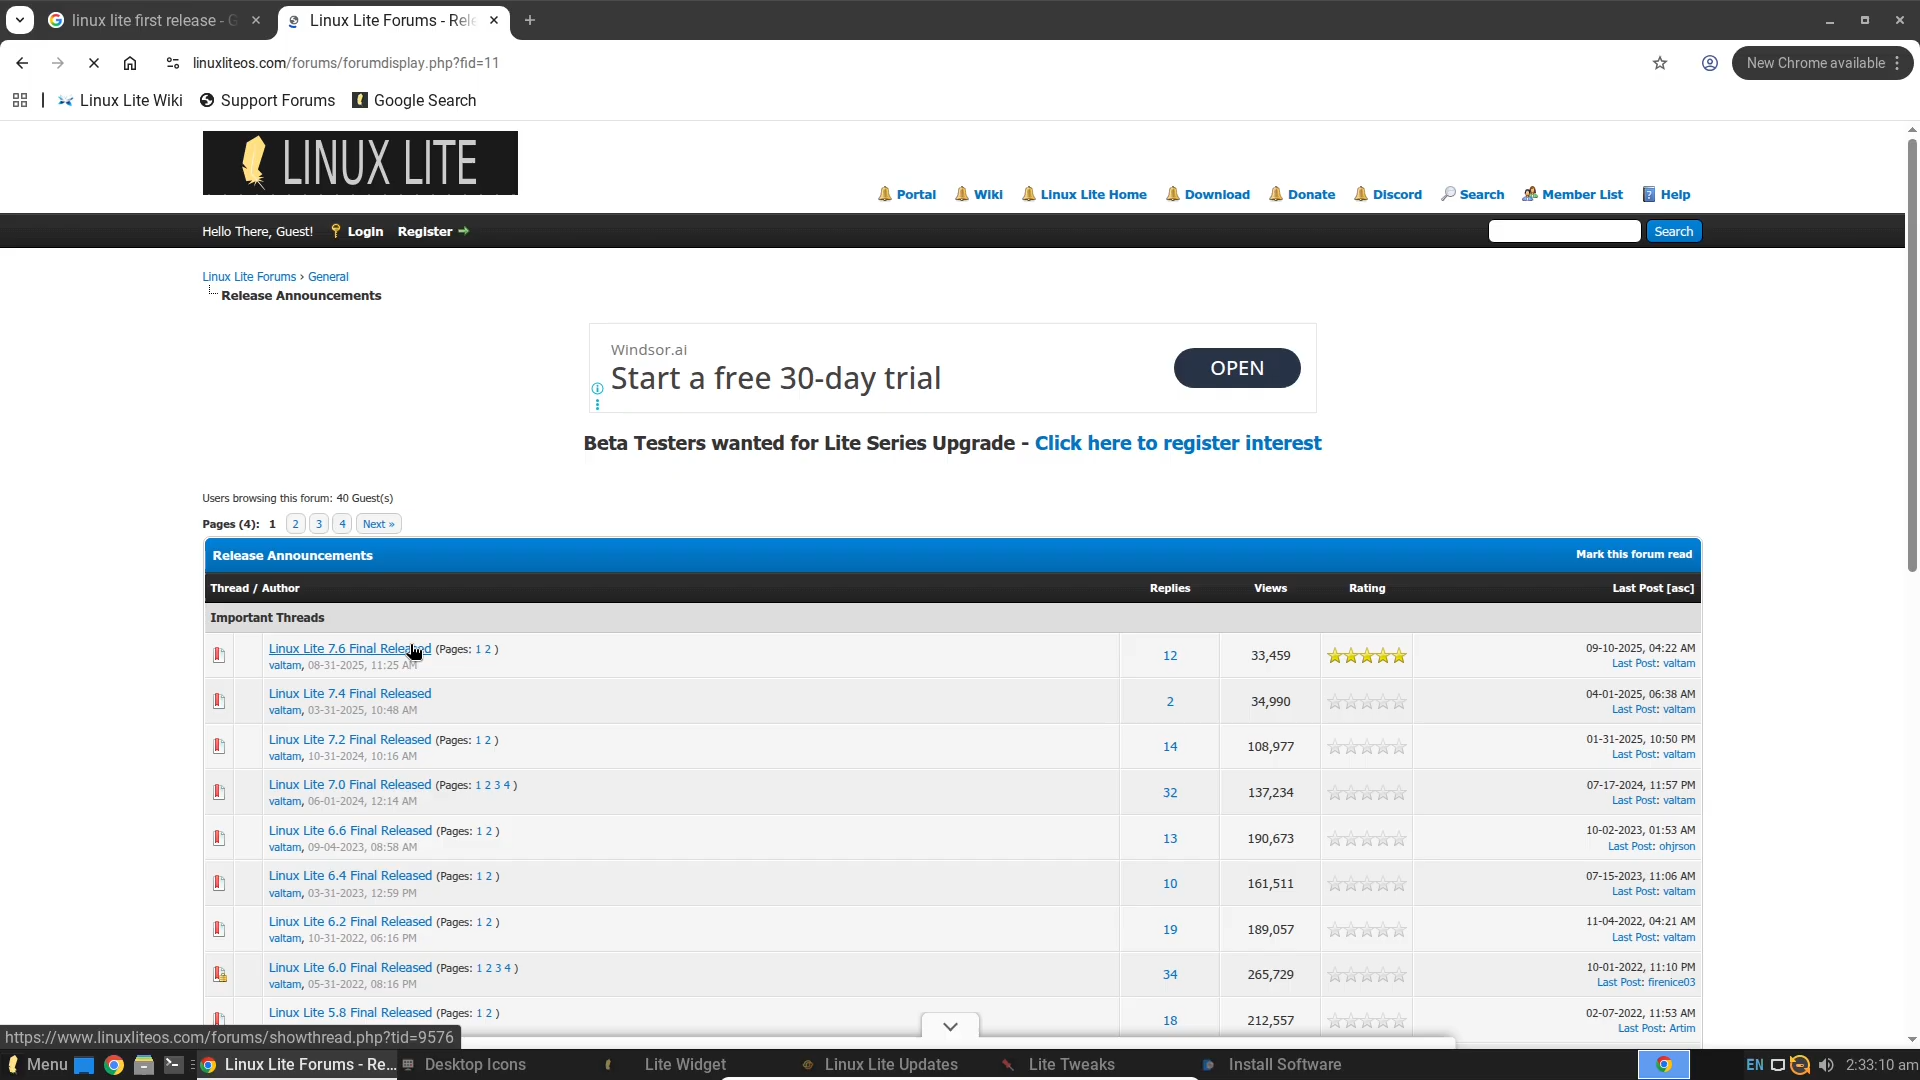 linux lite first release - G
Linux Lite Forums - Rele
linuxliteos.com/forums/forumdisplay.php?fid=11
New Chrome available
Linux Lite Wiki
Support Forums
Google Search
LINUX LITE
Portal
Wiki
Linux Lite Home
Download
Donate
Discord
Search
Member List
Help
Hello There, Guest! Login Register
Search
Linux Lite Forums › General
Release Announcements
Windsor.ai
Start a free 30-day trial
OPEN
Beta Testers wanted for Lite Series Upgrade - Click here to register interest
Users browsing this forum: 40 Guest(s)
Pages (4): 1 2 3 4 Next »
Release Announcements Mark this forum read
Thread / Author Replies Views Rating Last Post [asc]
Important Threads
Linux Lite 7.6 Final Released (Pages: 1 2 )
valtam, 08-31-2025, 11:25 AM
12 33,459
09-10-2025, 04:22 AM
Last Post: valtam
Linux Lite 7.4 Final Released
valtam, 03-31-2025, 10:48 AM
2 34,990
04-01-2025, 06:38 AM
Last Post: valtam
Linux Lite 7.2 Final Released (Pages: 1 2 )
valtam, 10-31-2024, 10:16 AM
14 108,977
01-31-2025, 10:50 PM
Last Post: valtam
Linux Lite 7.0 Final Released (Pages: 1 2 3 4 )
valtam, 06-01-2024, 12:14 AM
32 137,234
07-17-2024, 11:57 PM
Last Post: valtam
Linux Lite 6.6 Final Released (Pages: 1 2 )
valtam, 09-04-2023, 08:58 AM
13 190,673
10-02-2023, 01:53 AM
Last Post: ohjrson
Linux Lite 6.4 Final Released (Pages: 1 2 )
valtam, 03-31-2023, 12:59 PM
10 161,511
07-15-2023, 11:06 AM
Last Post: valtam
Linux Lite 6.2 Final Released (Pages: 1 2 )
valtam, 10-31-2022, 06:16 PM
19 189,057
11-04-2022, 04:21 AM
Last Post: valtam
Linux Lite 6.0 Final Released (Pages: 1 2 3 4 )
valtam, 05-31-2022, 08:16 PM
34 265,729
10-01-2022, 11:10 PM
Last Post: firenice03
Linux Lite 5.8 Final Released (Pages: 1 2 )
18 212,557
02-07-2022, 11:53 AM
Last Post: Artim
https://www.linuxliteos.com/forums/showthread.php?tid=9576
Menu
Linux Lite Forums - Re...
Desktop Icons
Lite Widget
Linux Lite Updates
Lite Tweaks
Install Software
EN
2:33:10 am